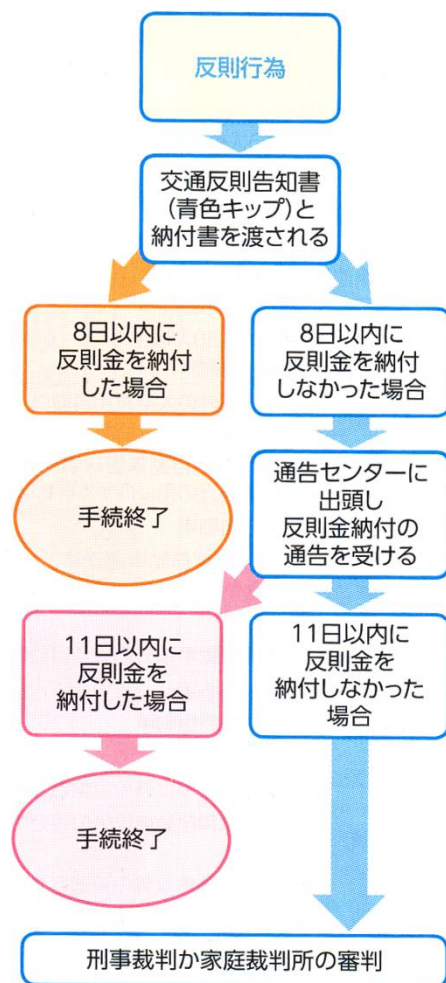 反則行為
交通反則告知書
(青色キップ)と
納付書を渡される
8日以内に
反則金を納付
した場合
8日以内に
反則金を納付
しなかった場合
手続終了
通告センターに
出頭し
反則金納付の
通告を受ける
11日以内に
反則金を
納付した場合
11日以内に
反則金を
納付しなかった
場合
手続終了
刑事裁判か家庭裁判所の審判